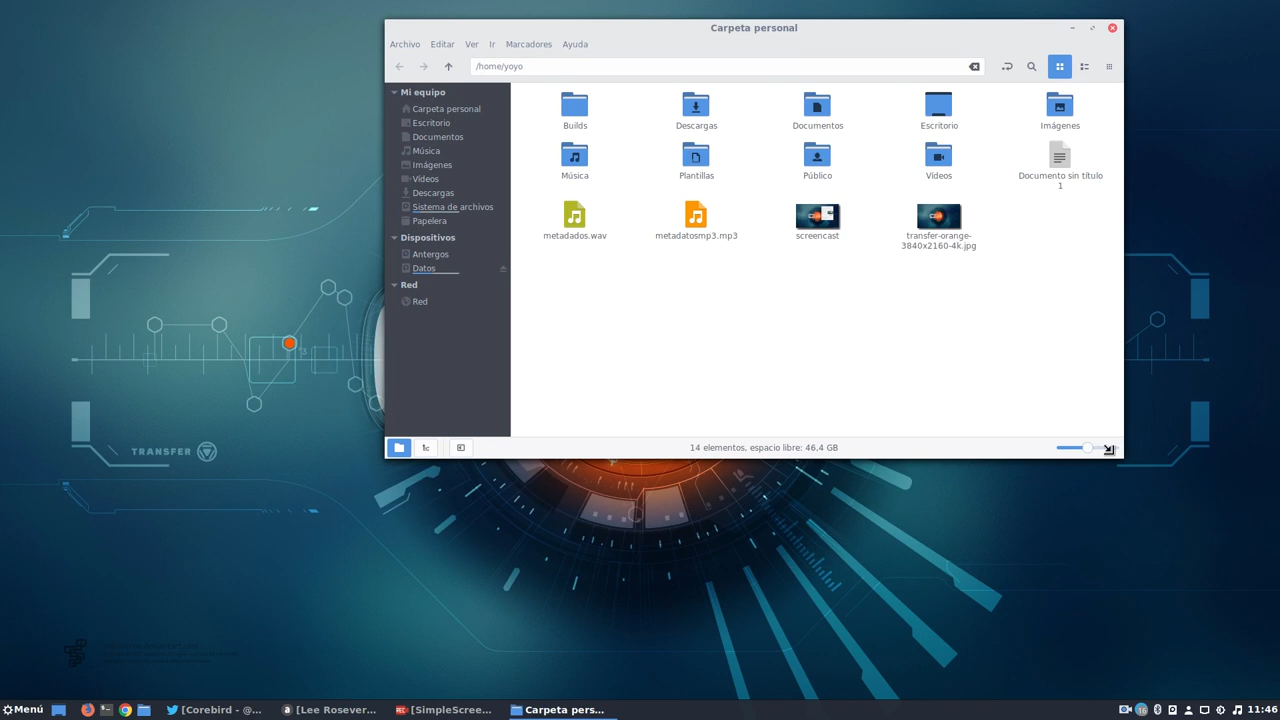 Carpeta personal
Archivo Editar Ver Ir Marcadores Ayuda
/home/yoyo
Mi equipo
Carpeta personal
Escritorio
Documentos
Música
Imágenes
Vídeos
Descargas
Sistema de archivos
Papelera
Dispositivos
Antergos
Datos
Red
Red
Builds
Descargas
Documentos
Escritorio
Imágenes
Música
Plantillas
Público
Vídeos
Documento sin título
1
metadados.wav
metadatosmp3.mp3
screencast
transfer-orange-
3840x2160-4k.jpg
14 elementos, espacio libre: 46,4 GB
TRANSFER
Menú
[Corebird - @...
[Lee Rosever...
[SimpleScree...
Carpeta pers...
16
11:46